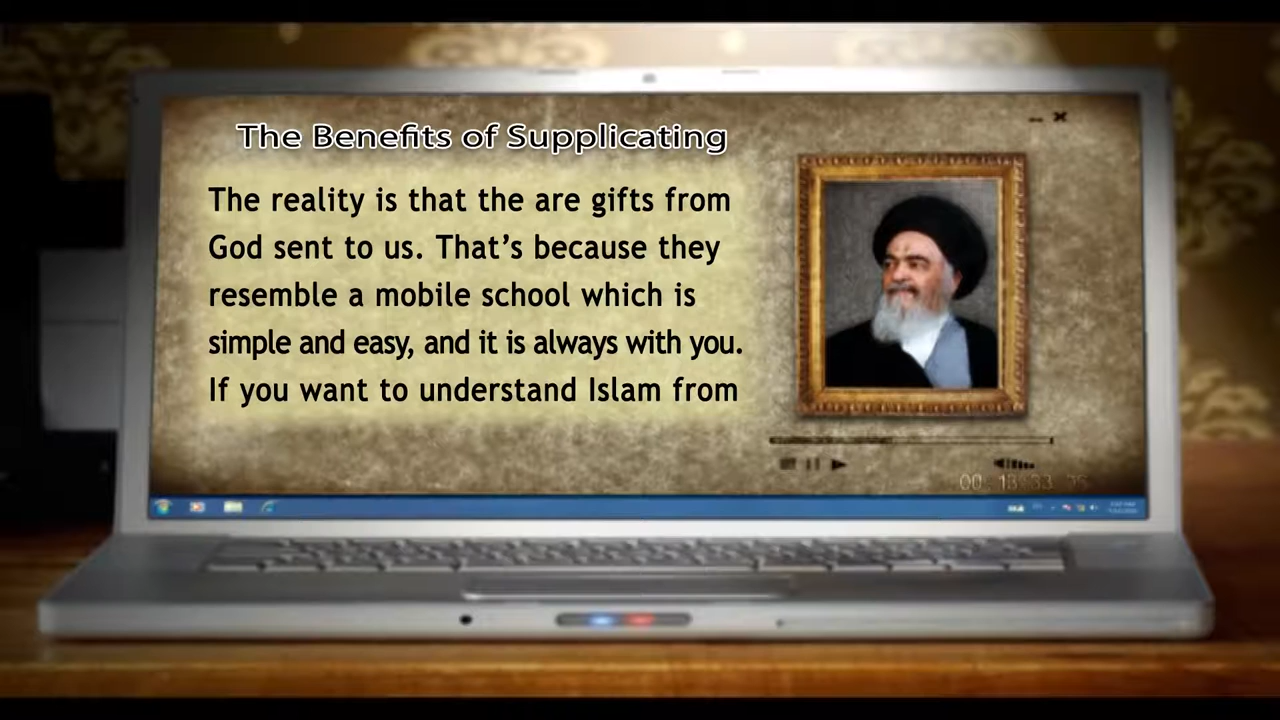 The Benefits of Supplicating
The reality is that the are gifts from
God sent to us. That's because they
resemble a mobile school which is
simple and easy, and it is always with you.
If you want to understand Islam from